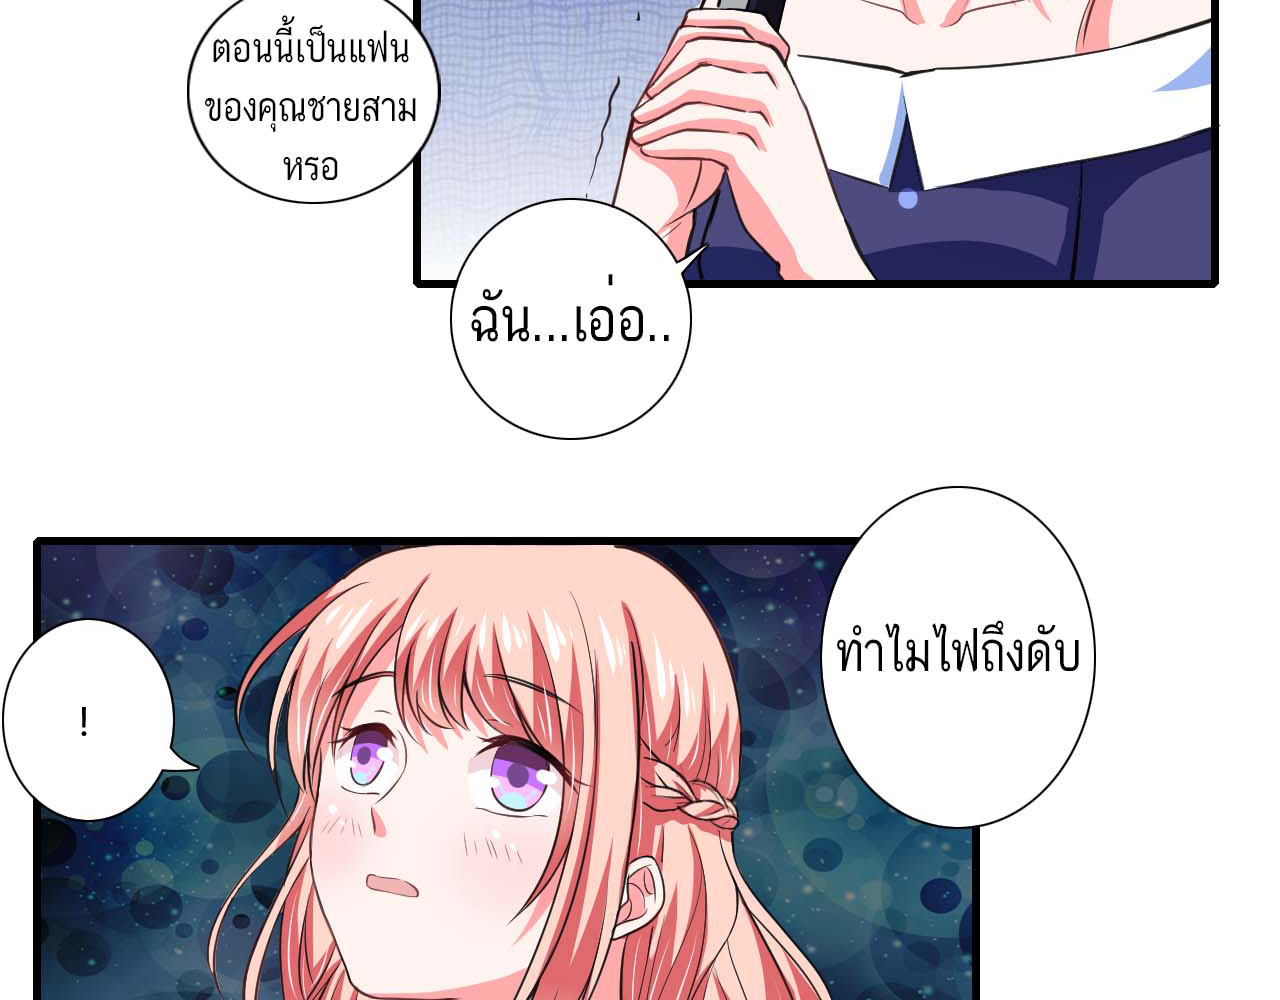 ตอนนี้เป็นแฟน
ของคุณชายสาม
หรอ
ฉัน...เอ่อ..
!
ทำไมไฟถึงดับ